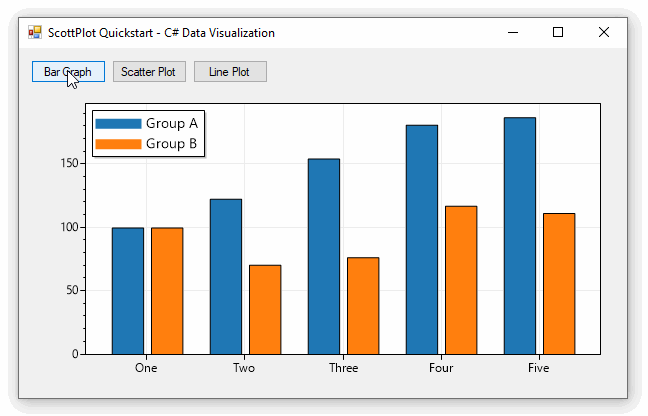 ScottPlot Quickstart - C# Data Visualization
Bar Graph Scatter Plot Line Plot
Group A
Group B
150
100
50
0
One Two Three Four Five